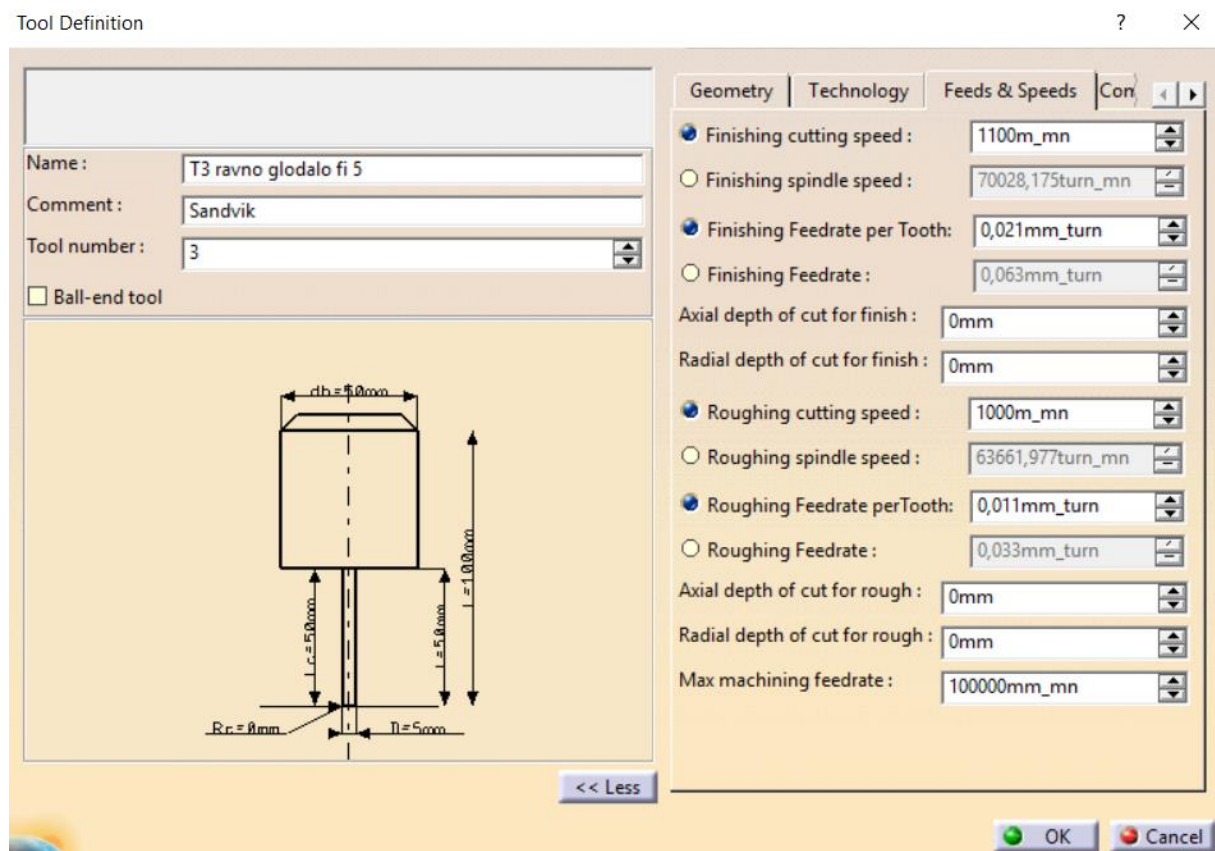 Tool Definition
? ×
Name :
T3 ravno glodalo fi 5
Comment :
Sandvik
Tool number :
3
Ball-end tool
db=50mm
Lc=50mm
l=50mm
L=100mm
Rc=0mm
D=5mm
<< Less
Geometry Technology Feeds & Speeds Com
Finishing cutting speed : 1100m_mn
Finishing spindle speed : 70028,175turn_mn
Finishing Feedrate per Tooth: 0,021mm_turn
Finishing Feedrate : 0,063mm_turn
Axial depth of cut for finish : 0mm
Radial depth of cut for finish : 0mm
Roughing cutting speed : 1000m_mn
Roughing spindle speed : 63661,977turn_mn
Roughing Feedrate perTooth: 0,011mm_turn
Roughing Feedrate : 0,033mm_turn
Axial depth of cut for rough : 0mm
Radial depth of cut for rough : 0mm
Max machining feedrate : 100000mm_mn
OK Cancel